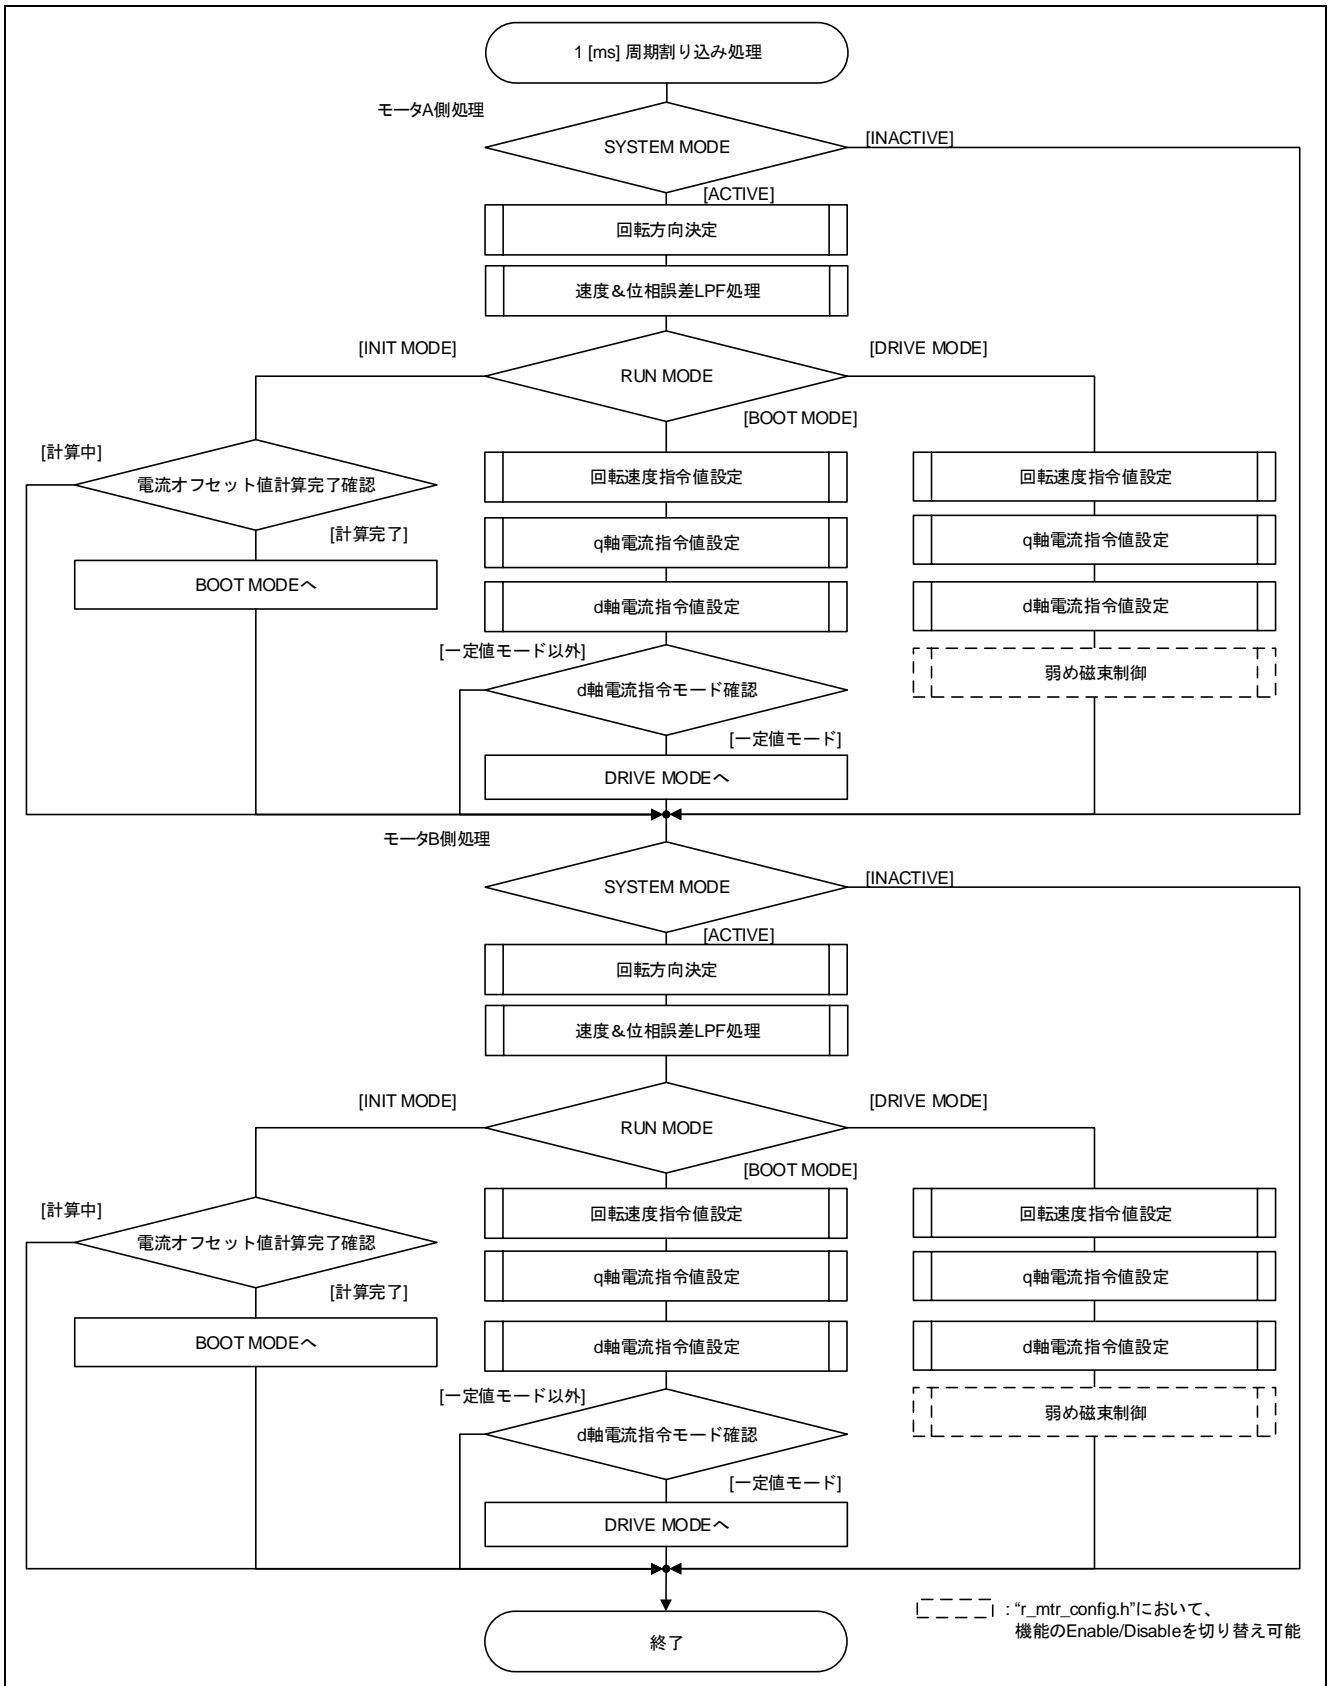 1 [ms] 周期割り込み処理
モータA側処理
SYSTEM MODE
[INACTIVE]
[ACTIVE]
回転方向決定
速度&位相誤差LPF処理
[INIT MODE]
RUN MODE
[DRIVE MODE]
[BOOT MODE]
[計算中]
電流オフセット値計算完了確認
回転速度指令値設定
回転速度指令値設定
[計算完了]
q軸電流指令値設定
q軸電流指令値設定
BOOT MODEへ
d軸電流指令値設定
d軸電流指令値設定
[一定値モード以外]
d軸電流指令モード確認
弱め磁束制御
[一定値モード]
DRIVE MODEへ
モータB側処理
SYSTEM MODE
[INACTIVE]
[ACTIVE]
回転方向決定
速度&位相誤差LPF処理
[INIT MODE]
RUN MODE
[DRIVE MODE]
[BOOT MODE]
[計算中]
電流オフセット値計算完了確認
回転速度指令値設定
回転速度指令値設定
[計算完了]
q軸電流指令値設定
q軸電流指令値設定
BOOT MODEへ
d軸電流指令値設定
d軸電流指令値設定
[一定値モード以外]
d軸電流指令モード確認
弱め磁束制御
[一定値モード]
DRIVE MODEへ
終了
: “r_mtr_config.h”において、
機能のEnable/Disableを切り替え可能